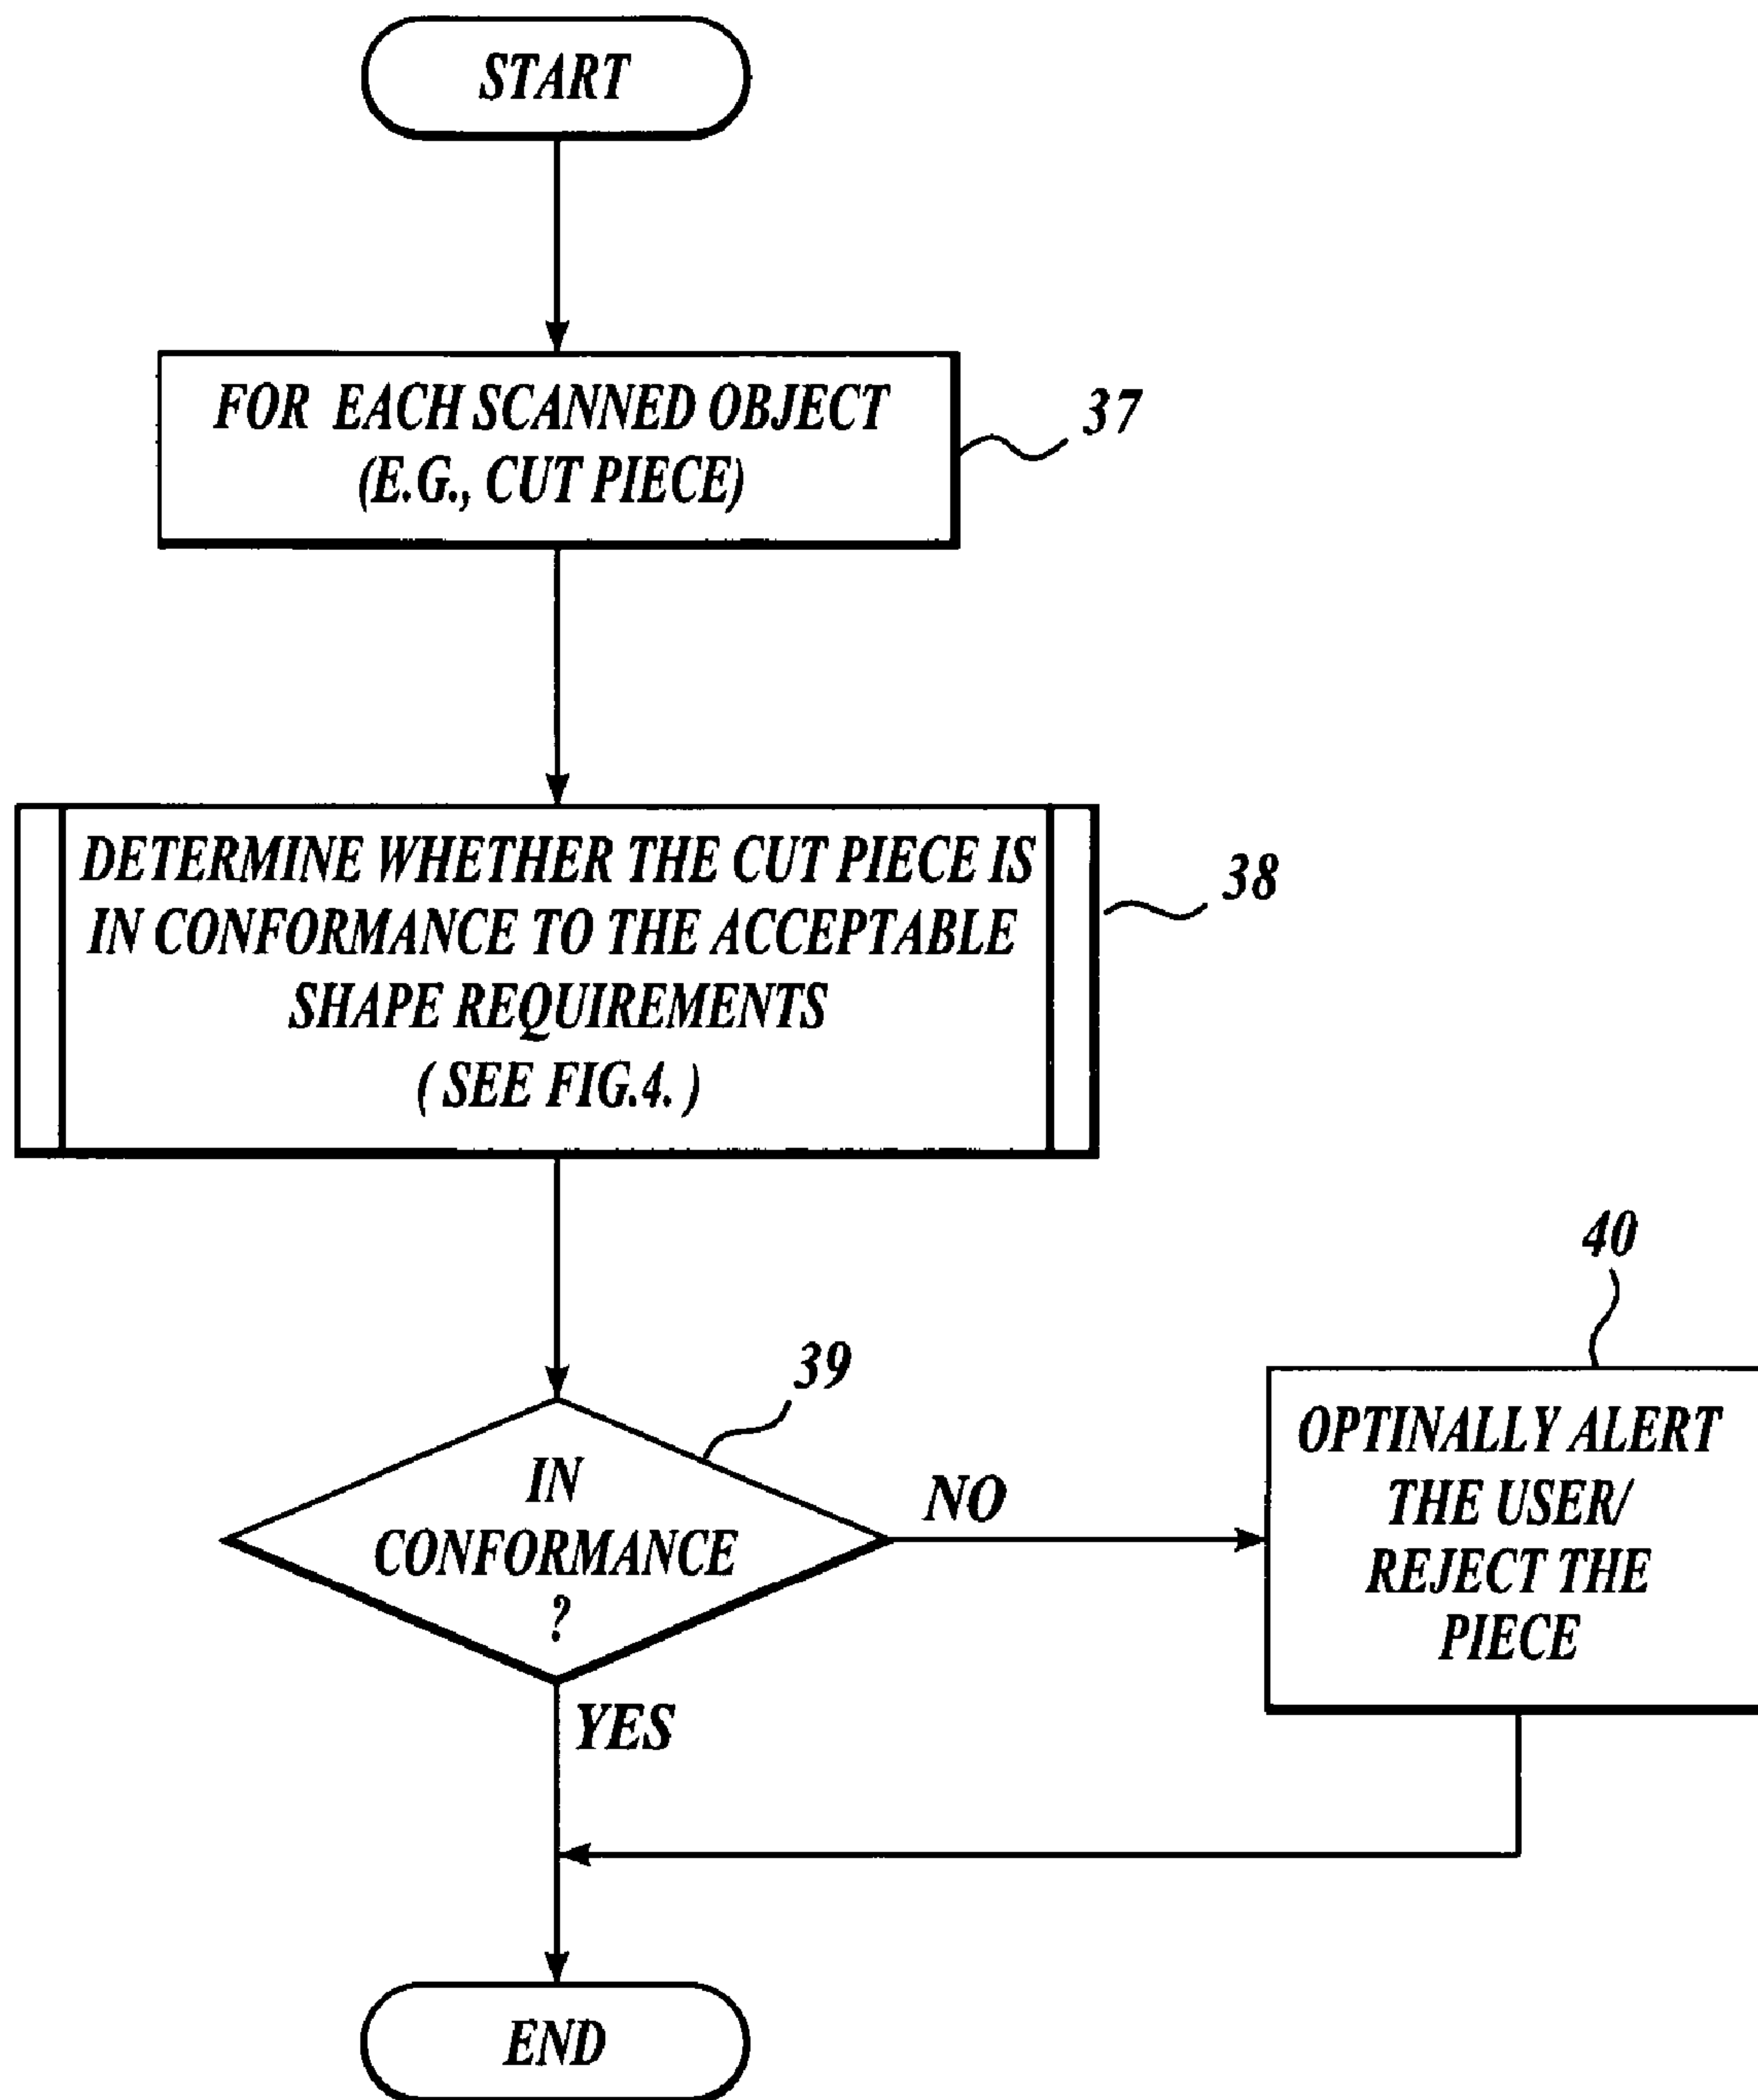 START
FOR EACH SCANNED OBJECT
(E.G., CUT PIECE)
37
DETERMINE WHETHER THE CUT PIECE IS
IN CONFORMANCE TO THE ACCEPTABLE
SHAPE REQUIREMENTS
( SEE FIG.4. )
38
IN
CONFORMANCE
?
39
NO
YES
40
OPTINALLY ALERT
THE USER/
REJECT THE
PIECE
END